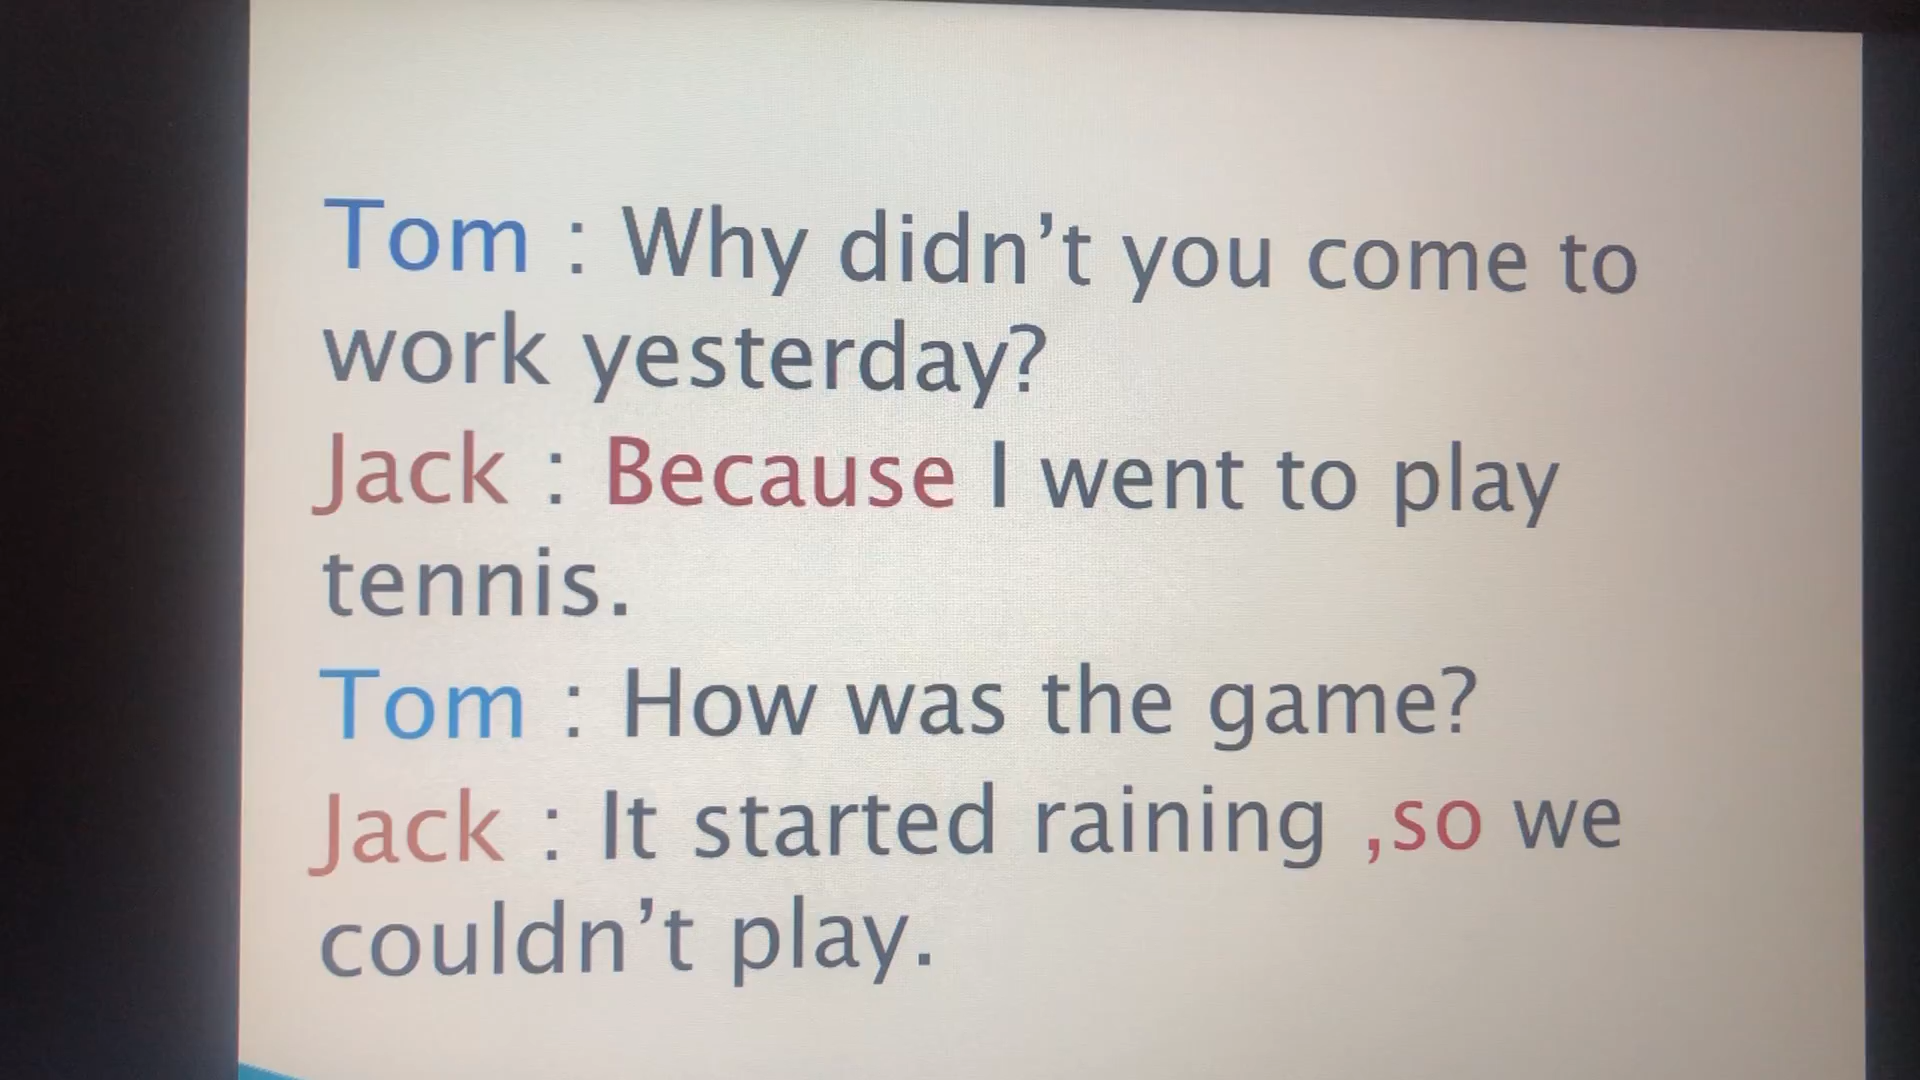 Tom : Why didn’t you come to
work yesterday?
Jack : Because I went to play
tennis.
Tom : How was the game?
Jack : It started raining ,so we
couldn’t play.